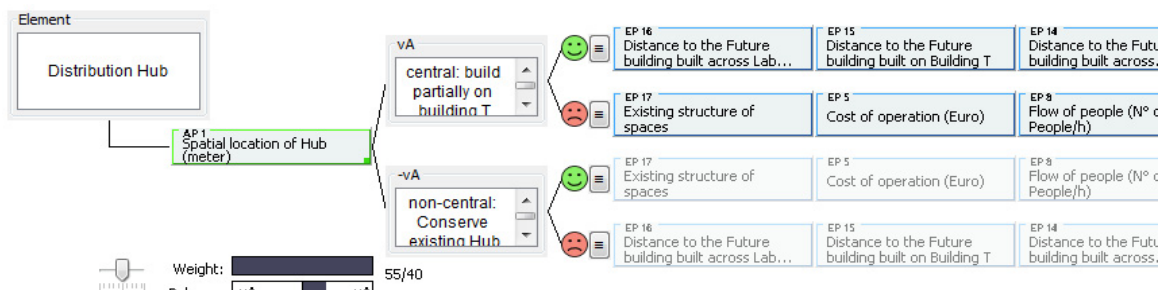 Element
Distribution Hub
AP 1
Spatial location of Hub
(meter)
vA
central: build
partially on
building T
EP 16
Distance to the Future
building built across Lab...
EP 15
Distance to the Future
building built on Building T
EP 14
Distance to the Futu
building built across.
EP 17
Existing structure of
spaces
EP 5
Cost of operation (Euro)
EP 8
Flow of people (N° o
People/h)
-vA
non-central:
Conserve
existing Hub
EP 17
Existing structure of
spaces
EP 5
Cost of operation (Euro)
EP 8
Flow of people (N° o
People/h)
EP 16
Distance to the Future
building built across Lab...
EP 15
Distance to the Future
building built on Building T
EP 14
Distance to the Futu
building built across.
Weight:
55/40